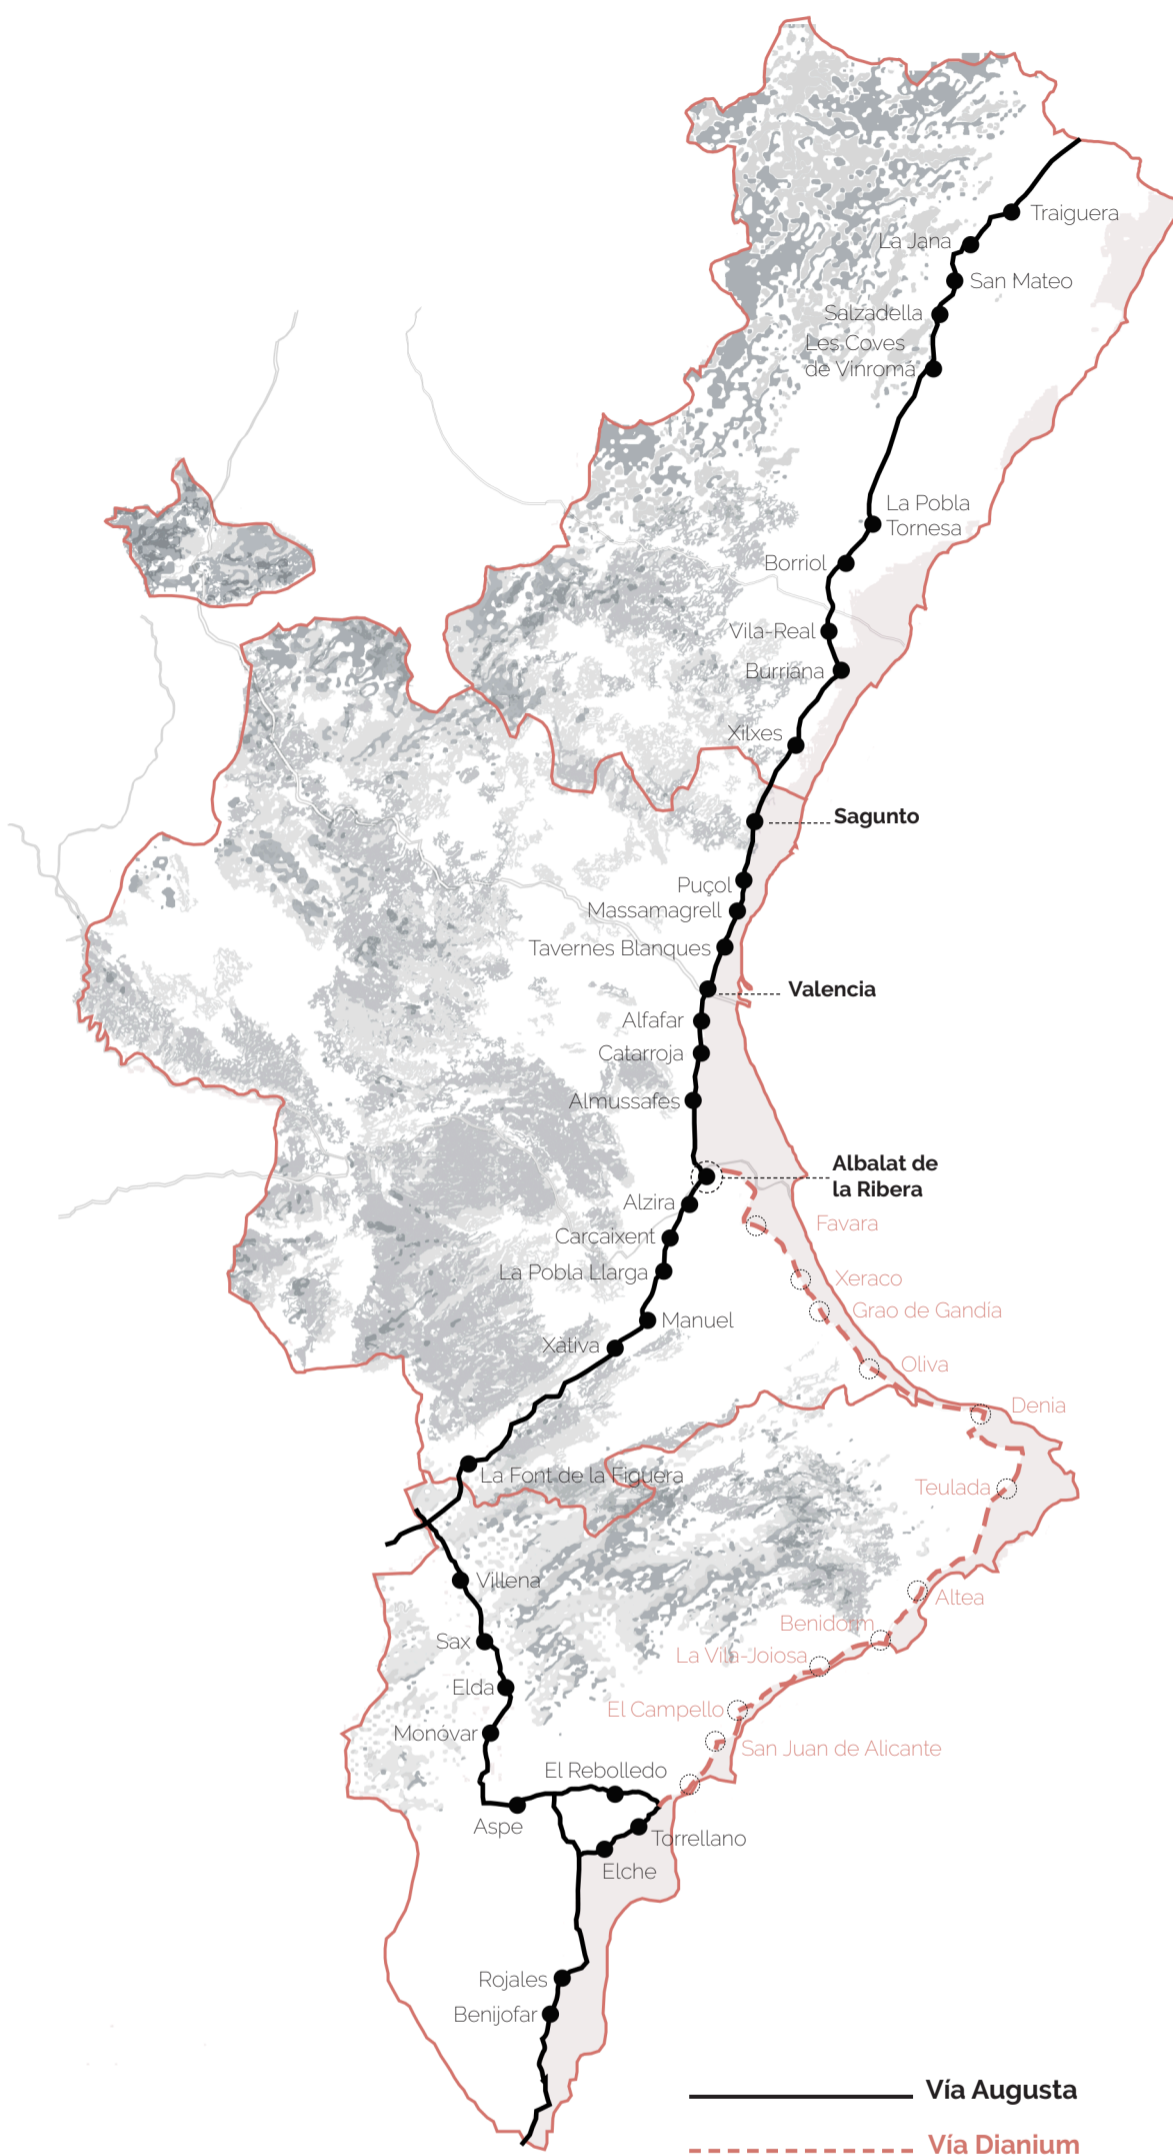 Traiguera
La Jana
San Mateo
Salzadella
Les Coves
de Vinromà
La Pobla
Tornesa
Borriol
Vila-Real
Burriana
Xilxes
Sagunto
Puçol
Massamagrell
Tavernes Blanques
Valencia
Alfafar
Catarroja
Almussafes
Albalat de
la Ribera
Alzira
Favara
Carcaixent
La Pobla Llarga
Xeraco
Grao de Gandía
Manuel
Xàtiva
Oliva
Denia
La Font de la Figuera
Teulada
Villena
Altea
Benidorm
Sax
La Vila-Joiosa
Elda
El Campello
Monóvar
San Juan de Alicante
El Rebolledo
Aspe
Torrellano
Elche
Rojales
Benijofar
Vía Augusta
Vía Dianium